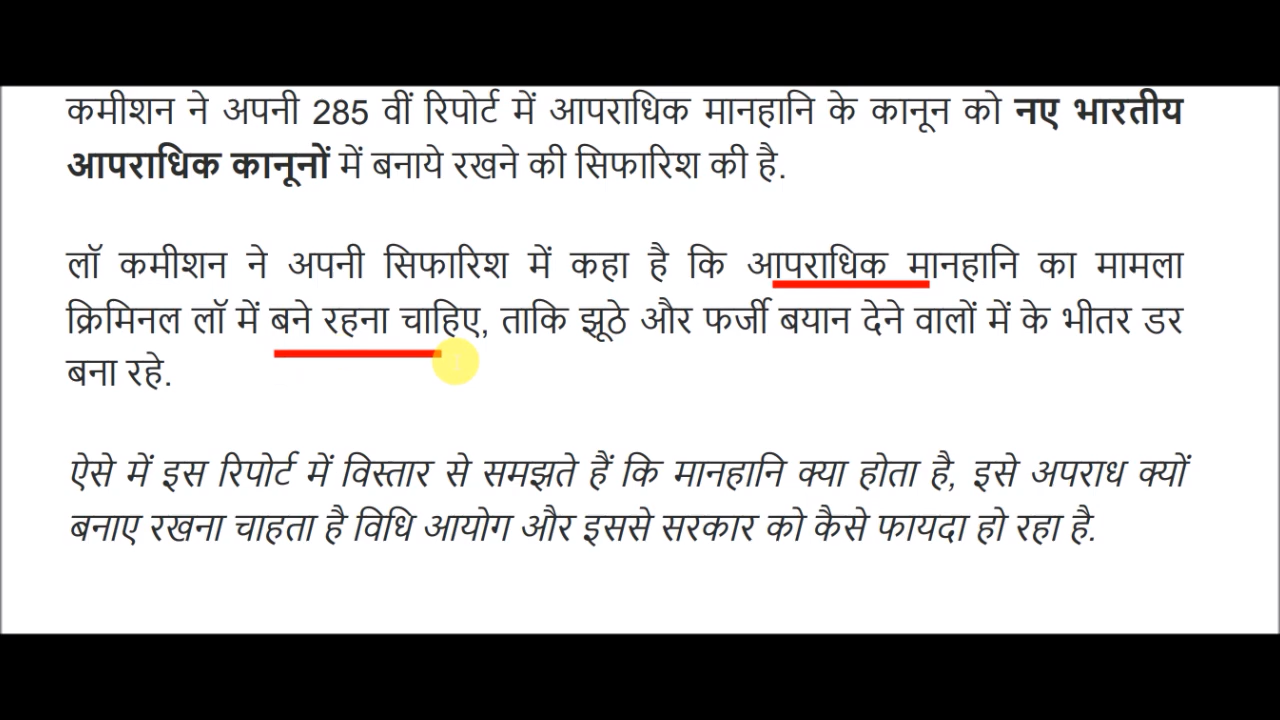 कमीशन ने अपनी 285 वीं रिपोर्ट में आपराधिक मानहानि के कानून को नए भारतीय
आपराधिक कानूनों में बनाये रखने की सिफारिश की है.
लॉ कमीशन ने अपनी सिफारिश में कहा है कि आपराधिक मानहानि का मामला
क्रिमिनल लॉ में बने रहना चाहिए, ताकि झूठे और फर्जी बयान देने वालों में के भीतर डर
बना रहे.
ऐसे में इस रिपोर्ट में विस्तार से समझते हैं कि मानहानि क्या होता है, इसे अपराध क्यों
बनाए रखना चाहता है विधि आयोग और इससे सरकार को कैसे फायदा हो रहा है.